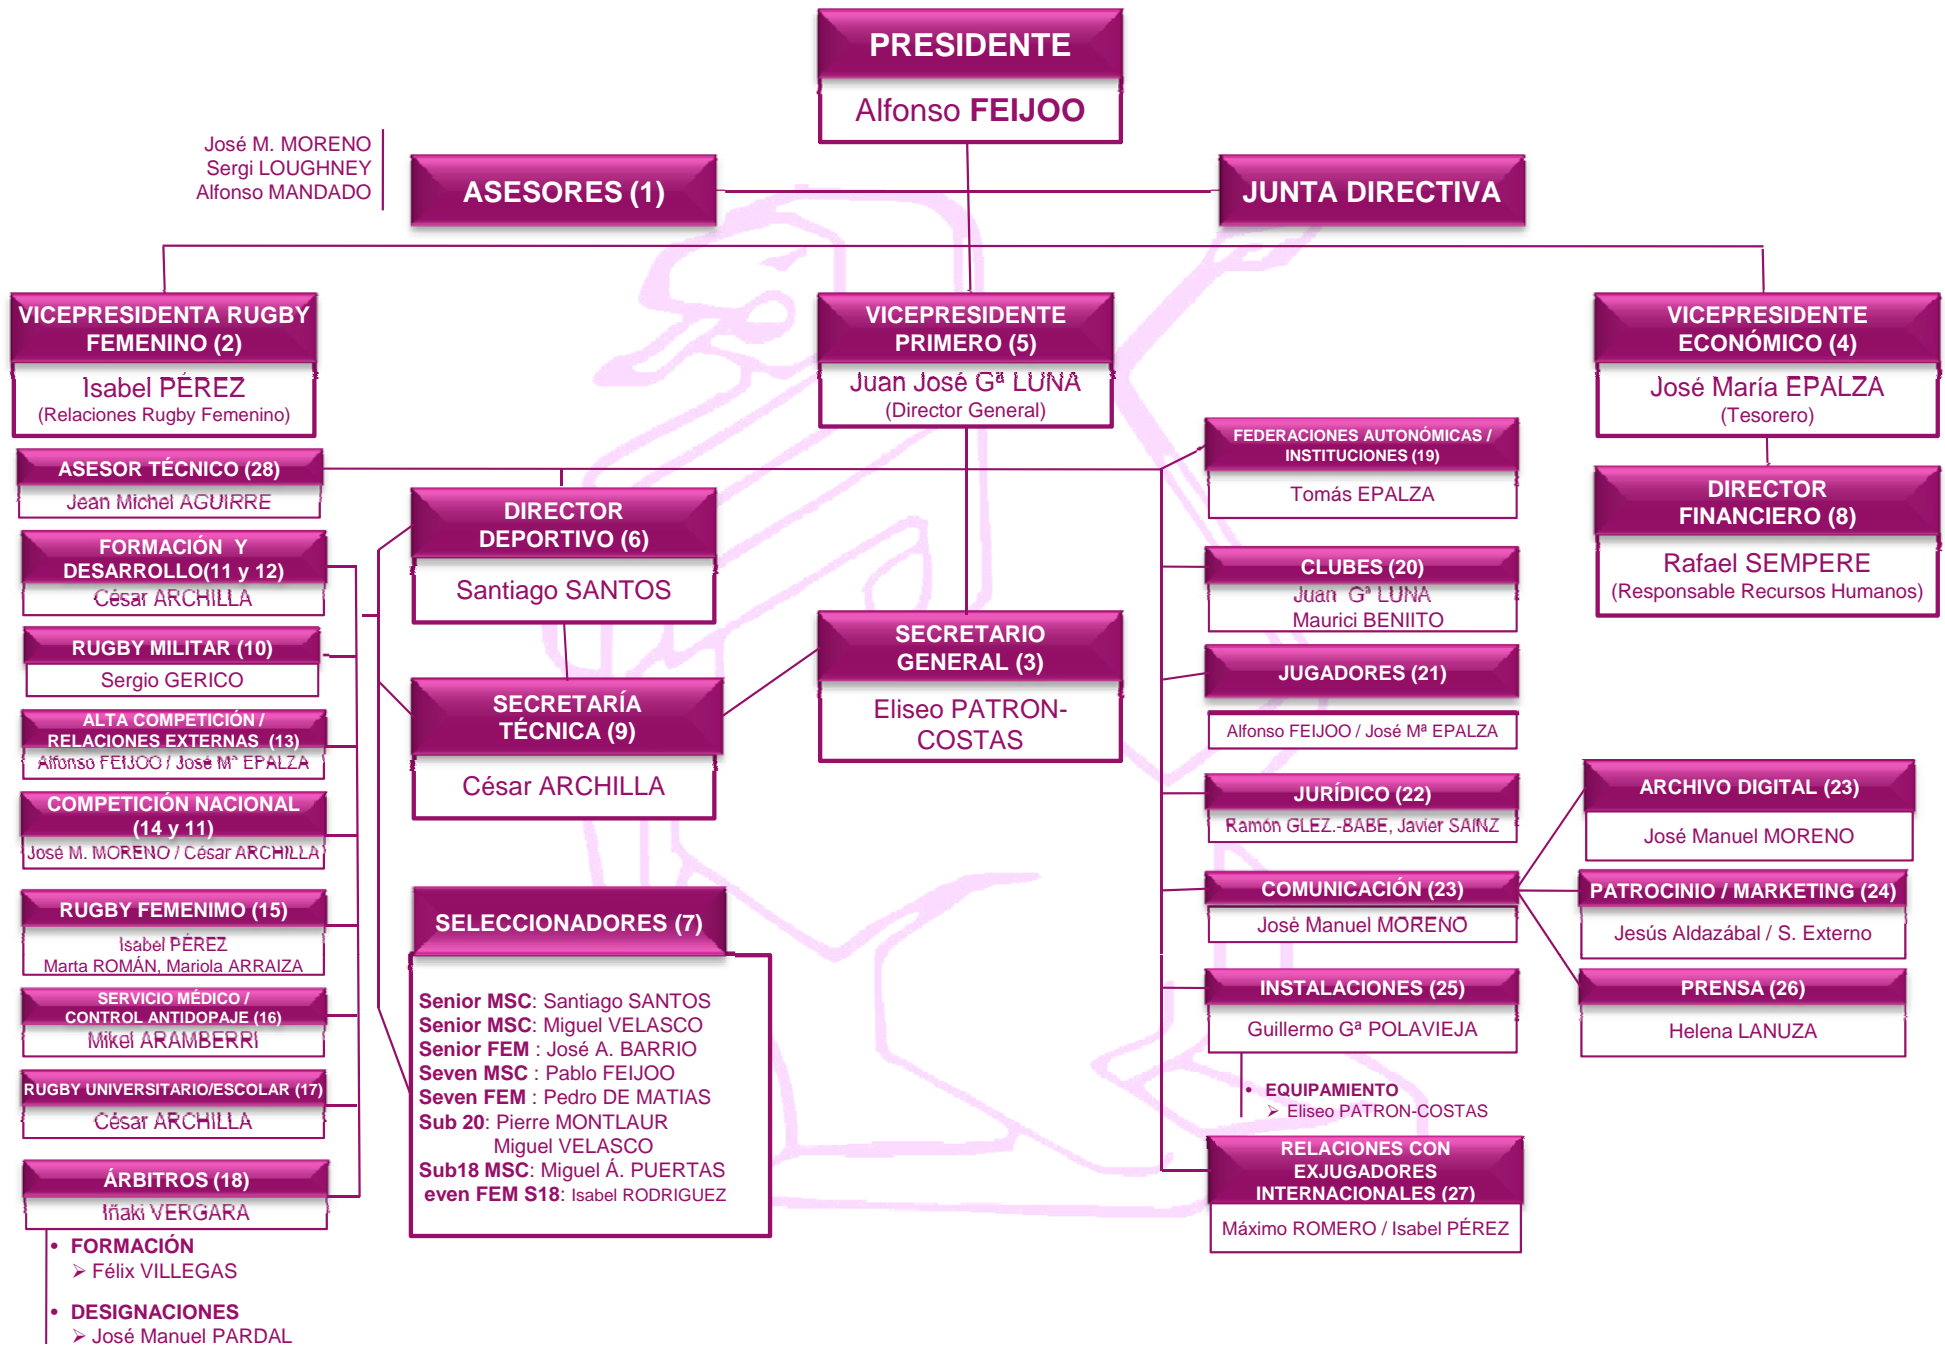 PRESIDENTE
Alfonso FEIJOO
José M. MORENO
Sergi LOUGHNEY
Alfonso MANDADO
ASESORES (1)
JUNTA DIRECTIVA
VICEPRESIDENTA RUGBY
FEMENINO (2)
Isabel PÉREZ
(Relaciones Rugby Femenino)
VICEPRESIDENTE
PRIMERO (5)
Juan José Gª LUNA
(Director General)
VICEPRESIDENTE
ECONÓMICO (4)
José María EPALZA
(Tesorero)
DIRECTOR
FINANCIERO (8)
Rafael SEMPERE
(Responsable Recursos Humanos)
ASESOR TÉCNICO (28)
Jean Michel AGUIRRE
FORMACIÓN Y
DESARROLLO(11 y 12)
César ARCHILLA
RUGBY MILITAR (10)
Sergio GERICO
ALTA COMPETICIÓN /
RELACIONES EXTERNAS (13)
Alfonso FEIJOO / José Mª EPALZA
COMPETICIÓN NACIONAL
(14 y 11)
José M. MORENO / César ARCHILLA
RUGBY FEMENIMO (15)
Isabel PÉREZ
Marta ROMÁN, Mariola ARRAIZA
SERVICIO MÉDICO /
CONTROL ANTIDOPAJE (16)
Mikel ARAMBERRI
RUGBY UNIVERSITARIO/ESCOLAR (17)
César ARCHILLA
ÁRBITROS (18)
Iñaki VERGARA
• FORMACIÓN
➢ Félix VILLEGAS
• DESIGNACIONES
➢ José Manuel PARDAL
DIRECTOR
DEPORTIVO (6)
Santiago SANTOS
SECRETARÍA
TÉCNICA (9)
César ARCHILLA
SELECCIONADORES (7)
Senior MSC: Santiago SANTOS
Senior MSC: Miguel VELASCO
Senior FEM : José A. BARRIO
Seven MSC : Pablo FEIJOO
Seven FEM : Pedro DE MATIAS
Sub 20: Pierre MONTLAUR
Miguel VELASCO
Sub18 MSC: Miguel Á. PUERTAS
even FEM S18: Isabel RODRIGUEZ
SECRETARIO
GENERAL (3)
Eliseo PATRON-
COSTAS
FEDERACIONES AUTONÓMICAS /
INSTITUCIONES (19)
Tomás EPALZA
CLUBES (20)
Juan Gª LUNA
Maurici BENIITO
JUGADORES (21)
Alfonso FEIJOO / José Mª EPALZA
JURÍDICO (22)
Ramón GLEZ.-BABE, Javier SAINZ
COMUNICACIÓN (23)
José Manuel MORENO
INSTALACIONES (25)
Guillermo Gª POLAVIEJA
• EQUIPAMIENTO
➢ Eliseo PATRON-COSTAS
RELACIONES CON
EXJUGADORES
INTERNACIONALES (27)
Máximo ROMERO / Isabel PÉREZ
ARCHIVO DIGITAL (23)
José Manuel MORENO
PATROCINIO / MARKETING (24)
Jesús Aldazábal / S. Externo
PRENSA (26)
Helena LANUZA